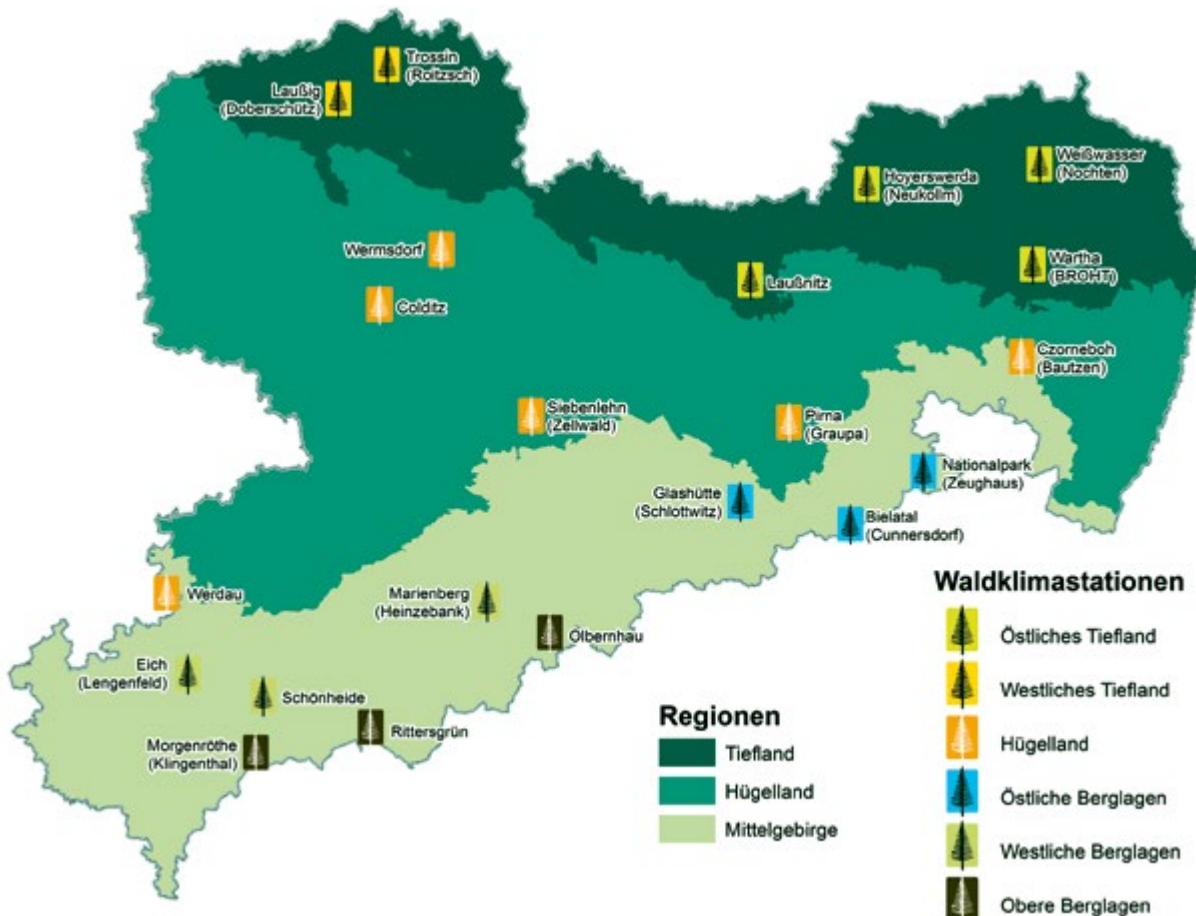 Trossin
(Roitzsch)
Laußig
(Doberschütz)
Weißwasser
(Nochten)
Hoyerswerda
(Neukollm)
Wermsdorf
Wartha
(BROHT)
Laußnitz
Colditz
Czorneboh
(Bautzen)
Siebenlehn
(Zellwald)
Pirna
(Graupa)
Nationalpark
(Zeughaus)
Glashütte
(Schlottwitz)
Bielatal
(Cunnersdorf)
Werdau
Marienberg
(Heinzebank)
Olbernhau
Eich
(Lengenfeld)
Schönheide
Rittersgrün
Morgenröthe
(Klingenthal)
Regionen
Tiefland
Hügelland
Mittelgebirge
Waldklimastationen
Östliches Tiefland
Westliches Tiefland
Hügelland
Östliche Berglagen
Westliche Berglagen
Obere Berglagen